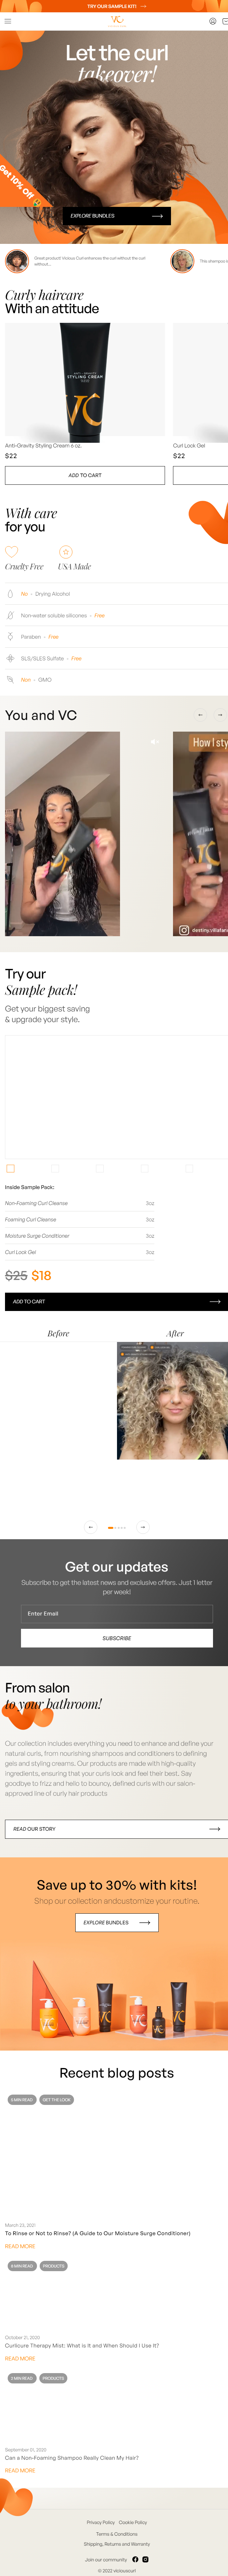 TRY OUR SAMPLE KIT!
VC
Let the curl
takeover!
Get 10% Off
EXPLORE BUNDLES
Great product! Vicious Curl enhances the curl without the curl
without...
This shampoo is
Curly haircare
With an attitude
ANTI - GRAVITY
STYLING CREAM
VC
Anti-Gravity Styling Cream 6 oz.
$22
ADD TO CART
Curl Lock Gel
$22
With care
for you
Cruelty Free
USA Made
No - Drying Alcohol
Non-water soluble silicones - Free
Paraben - Free
SLS/SLES Sulfate - Free
Non - GMO
You and VC
How I sty
destiny.villafan
Try our
Sample pack!
Get your biggest saving
& upgrade your style.
Inside Sample Pack:
Non-Foaming Curl Cleanse 3oz
Foaming Curl Cleanse 3oz
Moisture Surge Conditioner 3oz
Curl Lock Gel 3oz
$25 $18
ADD TO CART
Before
After
Get our updates
Subscribe to get the latest news and exclusive offers. Just 1 letter
per week!
Enter Email
SUBSCRIBE
From salon
to your bathroom!
Our collection includes everything you need to enhance and define your
natural curls, from nourishing shampoos and conditioners to defining
gels and styling creams. Our products are made with high-quality
ingredients, ensuring that your curls look and feel their best. Say
goodbye to frizz and hello to bouncy, defined curls with our salon-
approved line of curly hair products
READ OUR STORY
Save up to 30% with kits!
Shop our collection andcustomize your routine.
EXPLORE BUNDLES
Recent blog posts
5 MIN READ
GET THE LOOK
March 23, 2021
To Rinse or Not to Rinse? (A Guide to Our Moisture Surge Conditioner)
READ MORE
6 MIN READ
PRODUCTS
October 21, 2020
Curlicure Therapy Mist: What is It and When Should I Use It?
READ MORE
3 MIN READ
PRODUCTS
September 01, 2020
Can a Non-Foaming Shampoo Really Clean My Hair?
READ MORE
Privacy Policy Cookie Policy
Terms & Conditions
Shipping, Returns and Warranty
Join our community
© 2022 viciouscurl